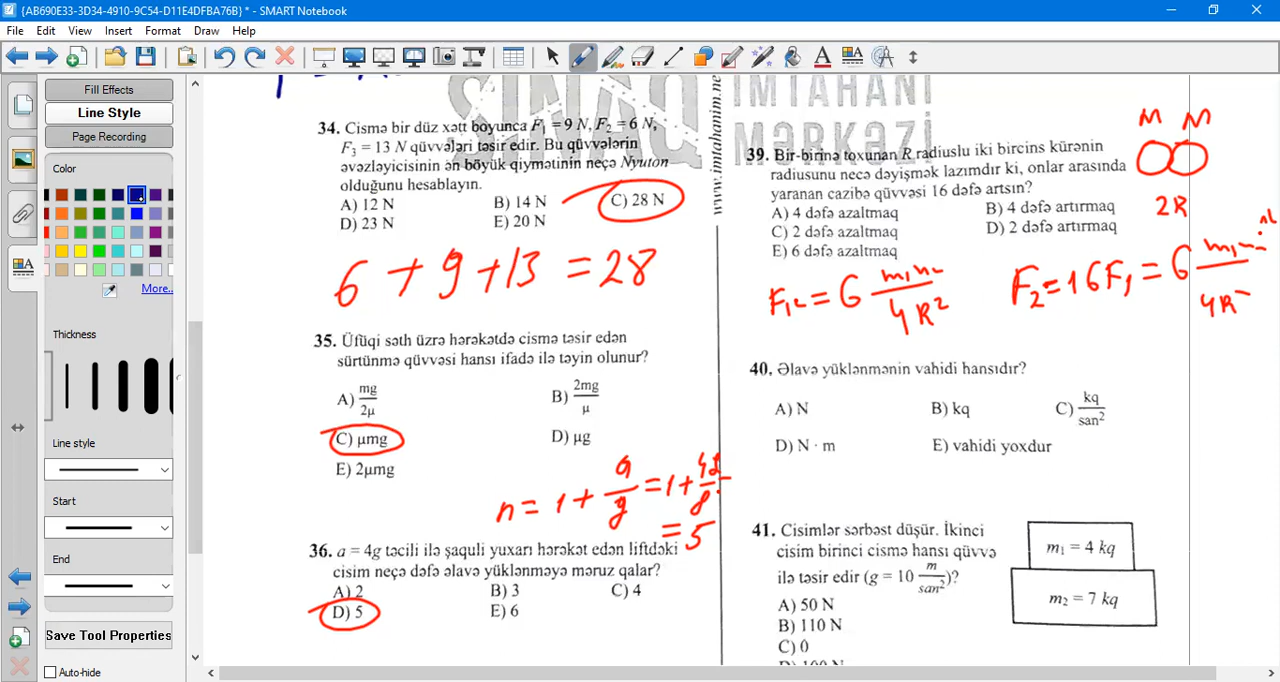 {AB690E33-3D34-4910-9C54-D11E4DFBA76B}* - SMART Notebook
File Edit View Insert Format Draw Help
Fill Effects
Line Style
Page Recording
Color
More...
Thickness
Line style
Start
End
Save Tool Properties
Auto-hide
SINAQ İMTAHANI
MƏRKƏZİ
www.imtahanim.ne
34. Cismə bir düz xətt boyunca F₁ = 9 N, F₂ = 6 N,
F₃ = 13 N qüvvələri təsir edir. Bu qüvvələrin
əvəzləyicisinin ən böyük qiymətinin neçə Nyuton
olduğunu hesablayın.
A) 12 N B) 14 N C) 28 N
D) 23 N E) 20 N
6 + 9 + 13 = 28
35. Üfüqi səth üzrə hərəkətdə cismə təsir edən
sürtünmə qüvvəsi hansı ifadə ilə təyin olunur?
A) mg/2μ B) 2mg/μ
C) μmg D) μg
E) 2μmg
n = 1 + a/g = 1 +
= 5
36. a = 4g təcili ilə şaquli yuxarı hərəkət edən liftdəki
cisim neçə dəfə əlavə yüklənməyə məruz qalar?
A) 2 B) 3 C) 4
D) 5 E) 6
39. Bir-birinə toxunan R radiuslu iki bircins kürənin
radiusunu necə dəyişmək lazımdır ki, onlar arasında
yaranan cazibə qüvvəsi 16 dəfə artsın?
A) 4 dəfə azaltmaq B) 4 dəfə artırmaq
C) 2 dəfə azaltmaq D) 2 dəfə artırmaq
E) 6 dəfə azaltmaq
M M
2R
F₂ = 16F₁ =
40. Əlavə yüklənmənin vahidi hansıdır?
A) N B) kq C) kq/san²
D) N · m E) vahidi yoxdur
41. Cisimlər sərbəst düşür. İkinci
cisim birinci cismə hansı qüvvə
ilə təsir edir (g = 10 m/san²)?
A) 50 N
B) 110 N
C) 0
D) 100 N
m₁ = 4 kq
m₂ = 7 kq